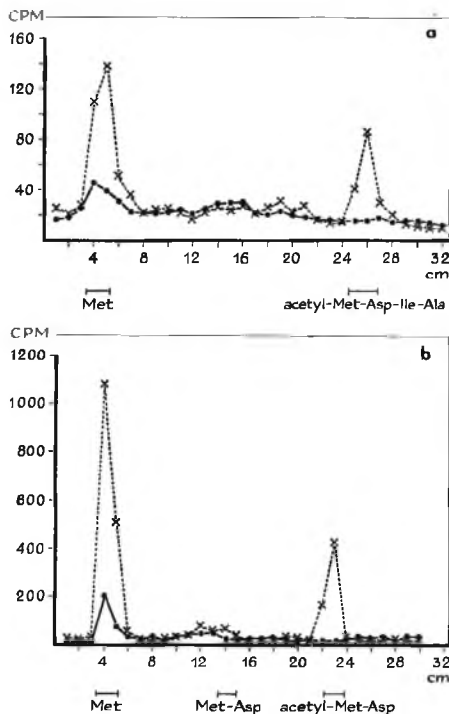 CPM
a
160
120
80
40
4 8 12 16 20 24 28 32
cm
Met acetyl-Met-Asp-Ile-Ala
CPM
b
1200
1000
800
600
400
200
4 8 12 16 20 24 28 32
cm
Met Met-Asp acetyl-Met-Asp